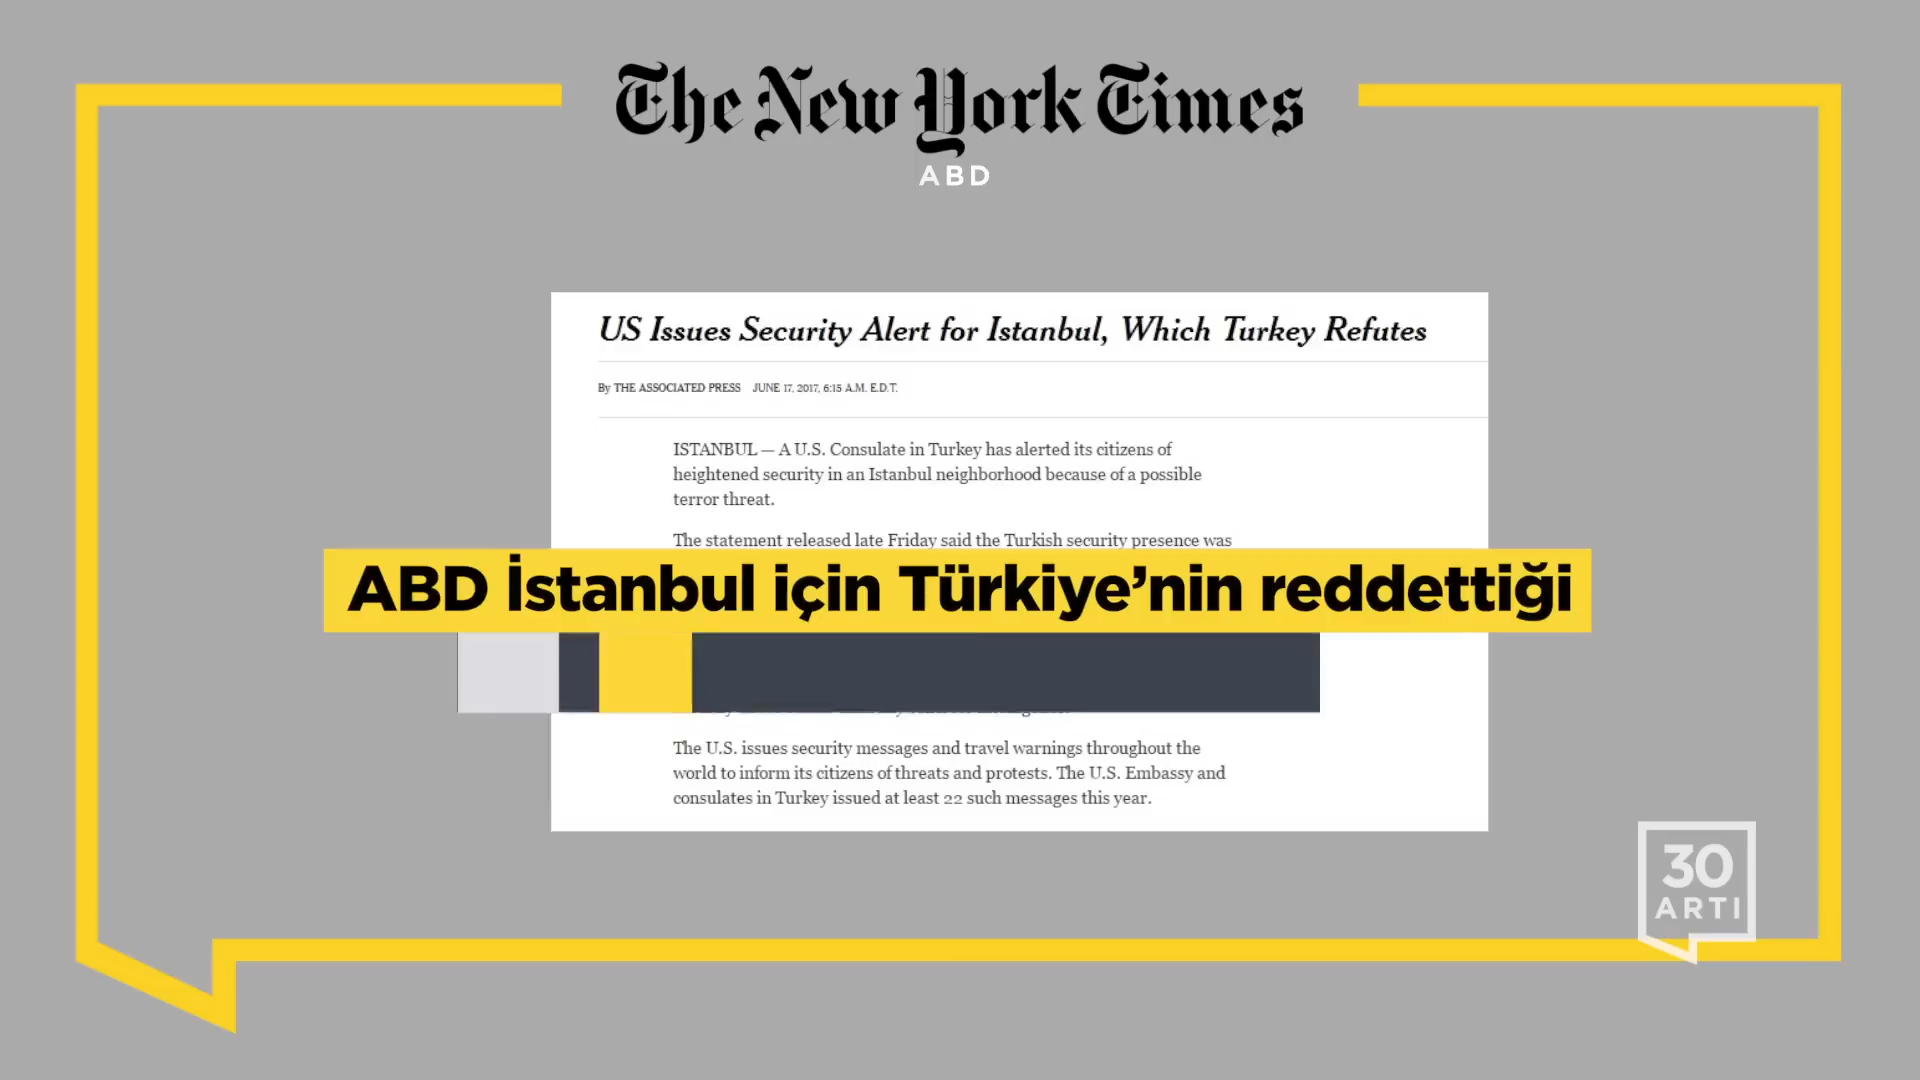 The New York Times
ABD
US Issues Security Alert for Istanbul, Which Turkey Refutes
By THE ASSOCIATED PRESS JUNE 17, 2017, 6:15 A.M. E.D.T.
ISTANBUL — A U.S. Consulate in Turkey has alerted its citizens of
heightened security in an Istanbul neighborhood because of a possible
terror threat.
The statement released late Friday said the Turkish security presence was
ABD İstanbul için Türkiye’nin reddettiği
The U.S. issues security messages and travel warnings throughout the
world to inform its citizens of threats and protests. The U.S. Embassy and
consulates in Turkey issued at least 22 such messages this year.
30
ARTI